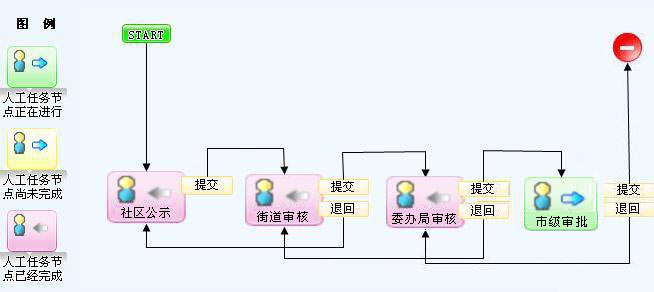 图 例
人工任务节
点正在进行
人工任务节
点尚未完成
人工任务节
点已经完成
START
社区公示
提交
街道审核
提交
退回
委办局审核
提交
退回
市级审批
提交
退回